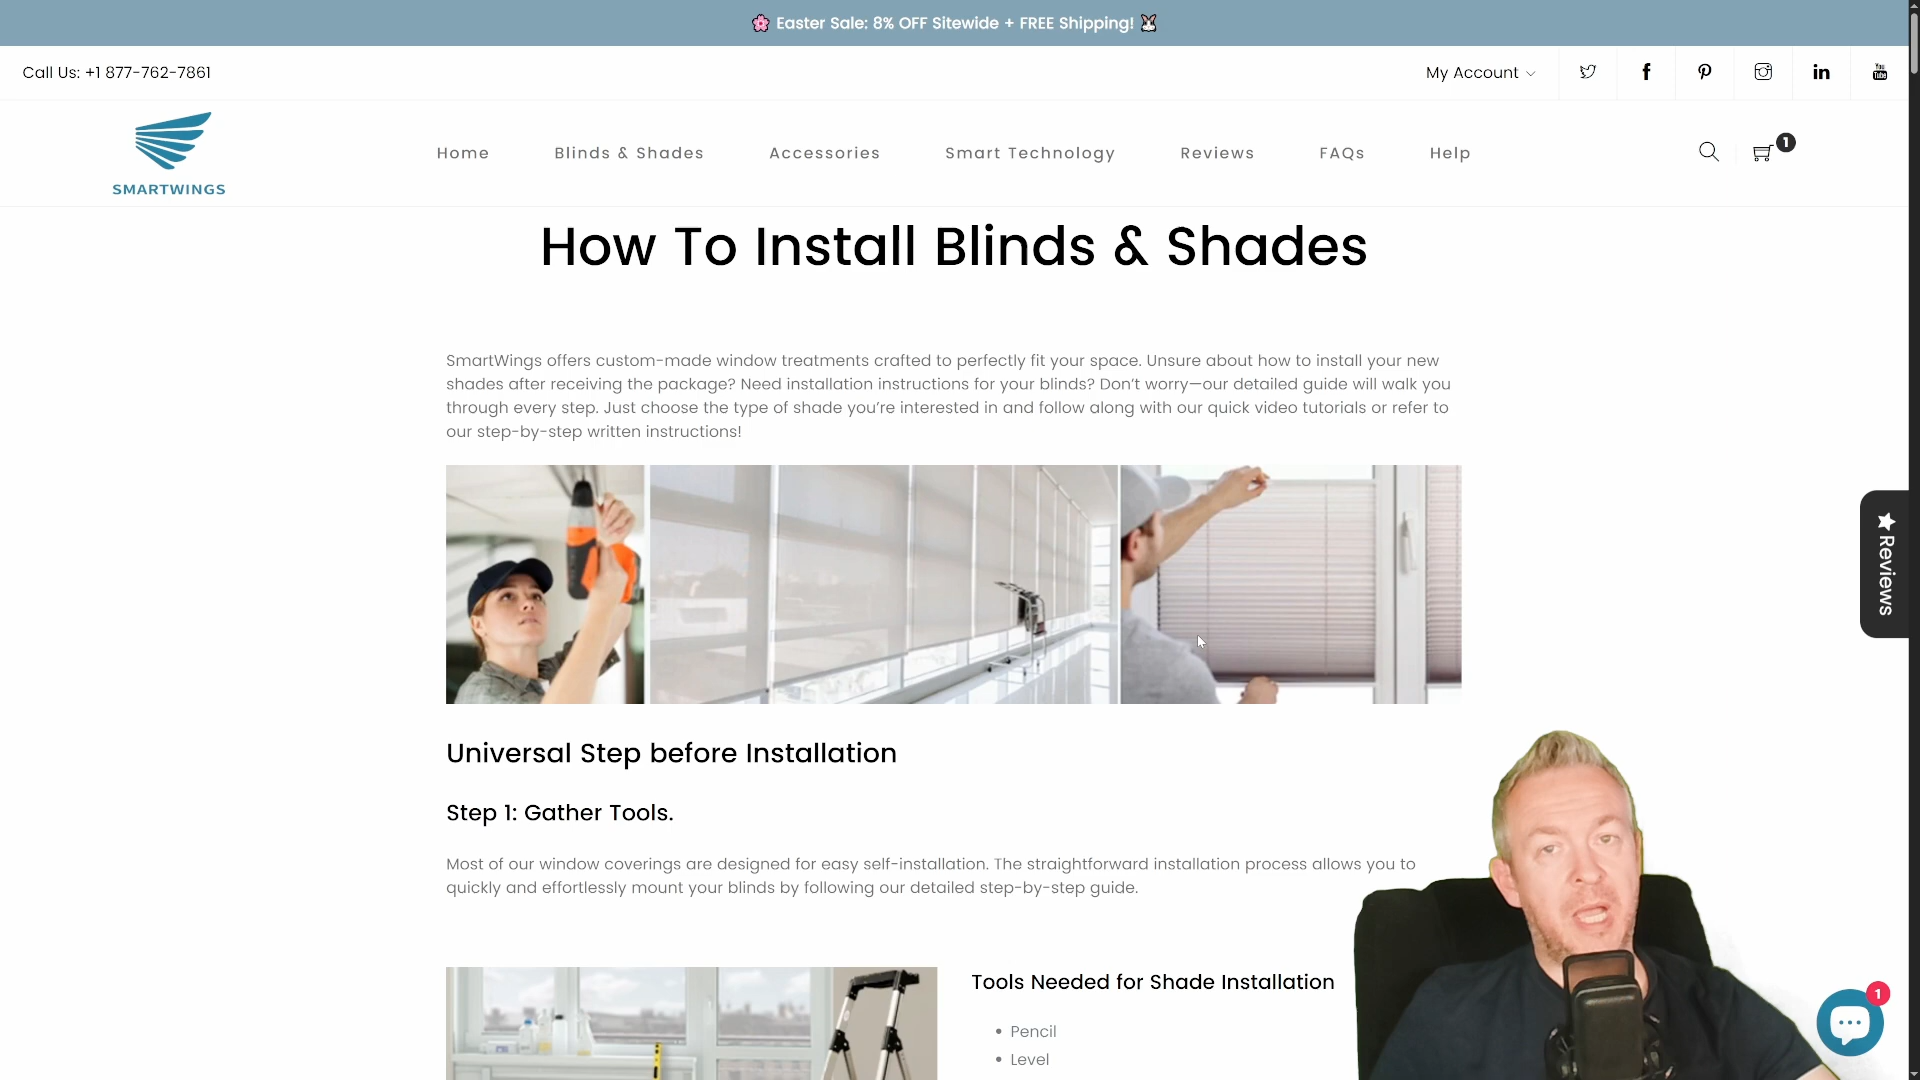 🌸 Easter Sale: 8% OFF Sitewide + FREE Shipping! 🐰
Call Us: +1 877-762-7861
My Account
You
Tube
SMARTWINGS
Home
Blinds & Shades
Accessories
Smart Technology
Reviews
FAQs
Help
1
How To Install Blinds & Shades
SmartWings offers custom-made window treatments crafted to perfectly fit your space. Unsure about how to install your new
shades after receiving the package? Need installation instructions for your blinds? Don’t worry—our detailed guide will walk you
through every step. Just choose the type of shade you’re interested in and follow along with our quick video tutorials or refer to
our step-by-step written instructions!
★ Reviews
Universal Step before Installation
Step 1: Gather Tools.
Most of our window coverings are designed for easy self-installation. The straightforward installation process allows you to
quickly and effortlessly mount your blinds by following our detailed step-by-step guide.
Tools Needed for Shade Installation
• Pencil
• Level
1